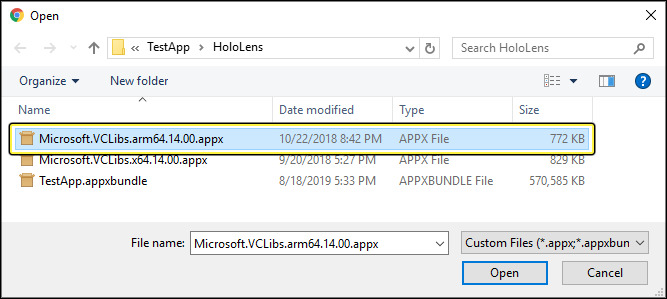 Open
« TestApp > HoloLens
Search HoloLens
Organize
New folder
?
Name Date modified Type Size
Microsoft.VCLibs.arm64.14.00.appx 10/22/2018 8:42 PM APPX File 772 KB
Microsoft.VCLibs.x64.14.00.appx 9/20/2018 5:27 PM APPX File 829 KB
TestApp.appxbundle 8/18/2019 5:33 PM APPXBUNDLE File 570,585 KB
File name: Microsoft.VCLibs.arm64.14.00.appx Custom Files (*.appx;*.appxbun
Open Cancel